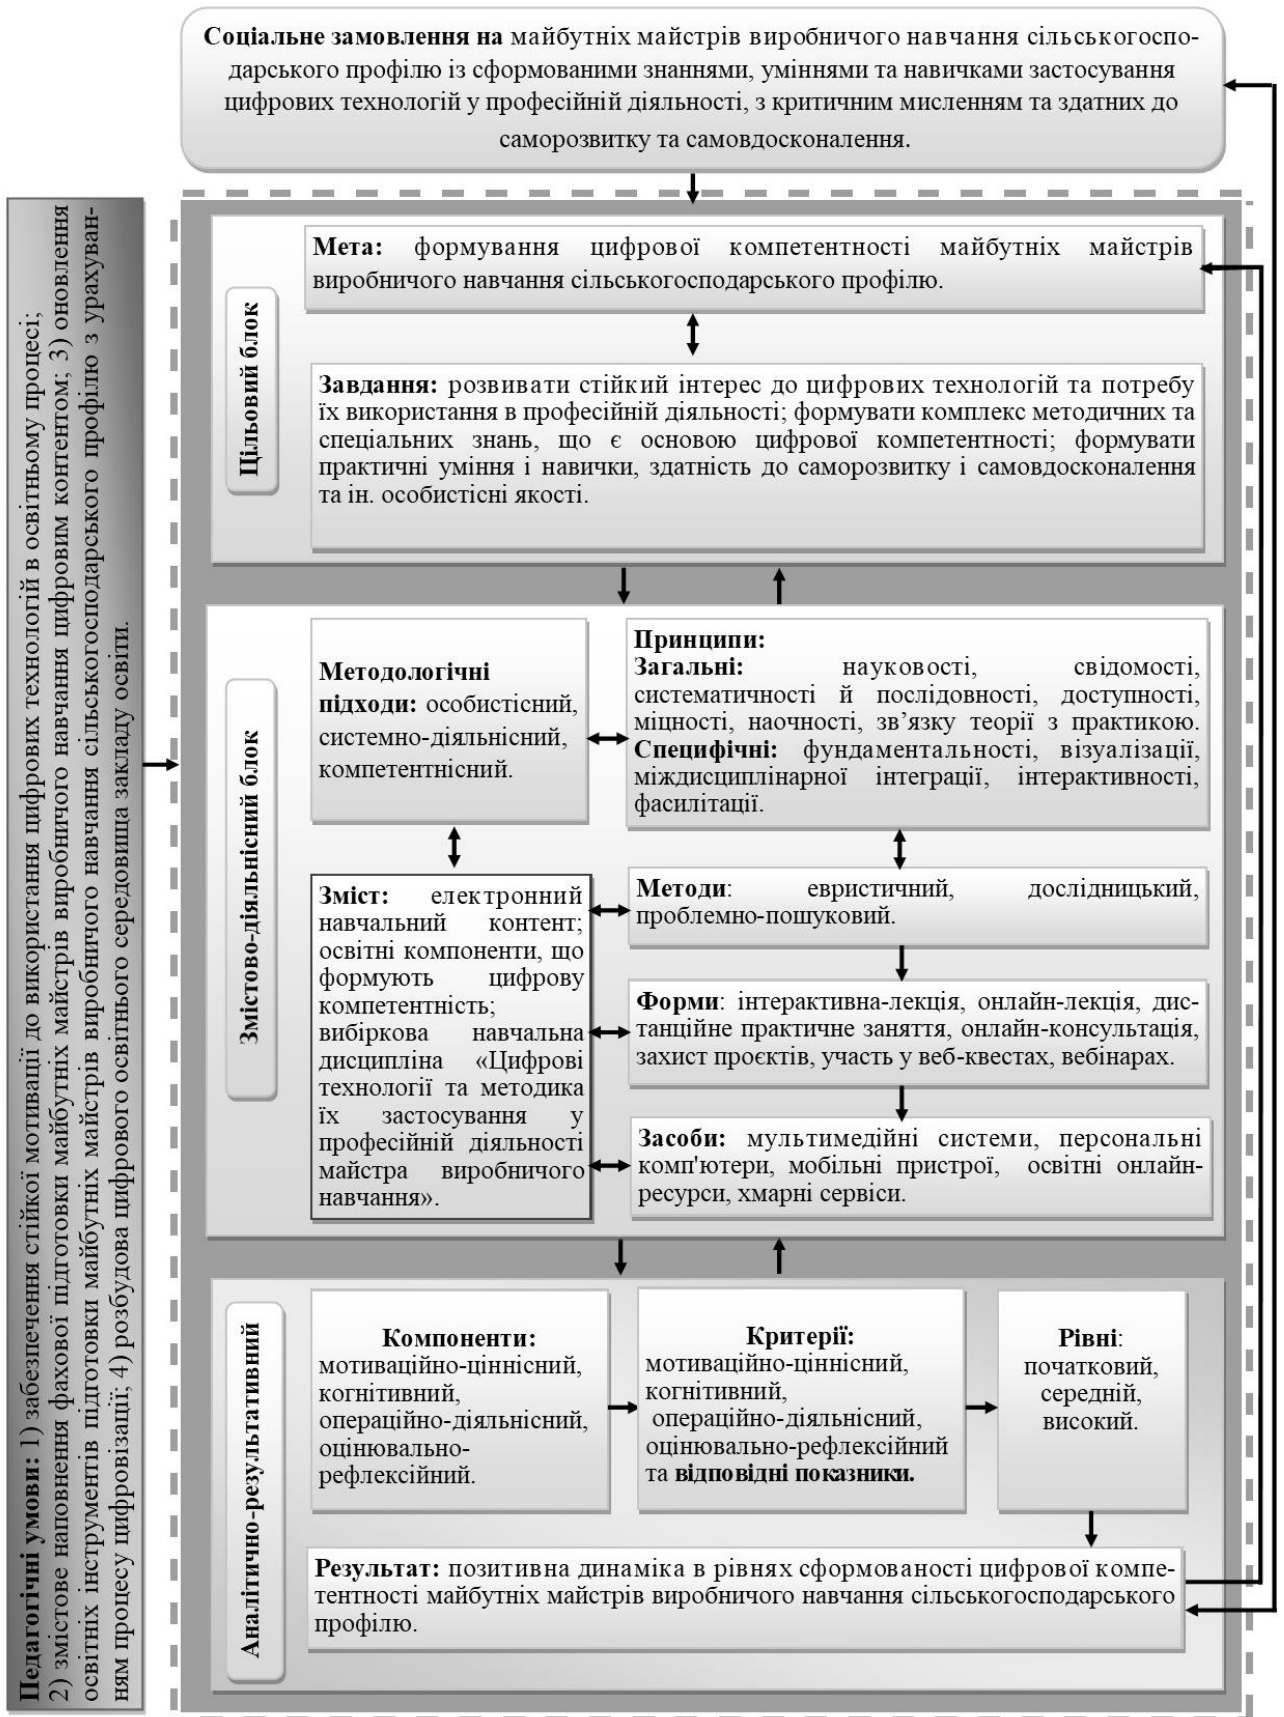 Соціальне замовлення на майбутніх майстрів виробничого навчання сільськогоспо-
дарського профілю із сформованими знаннями, уміннями та навичками застосування
цифрових технологій у професійній діяльності, з критичним мисленням та здатних до
саморозвитку та самовдосконалення.
Педагогічні умови: 1) забезпечення стійкої мотивації до використання цифрових технологій в освітньому процесі;
2) змістове наповнення фахової підготовки майбутніх майстрів виробничого навчання цифровим контентом; 3) оновлення
освітніх інструментів підготовки майбутніх майстрів виробничого навчання сільськогосподарського профілю з урахуван-
ням процесу цифровізації; 4) розбудова цифрового освітнього середовища закладу освіти.
Цільовий блок
Мета: формування цифрової компетентності майбутніх майстрів
виробничого навчання сільськогосподарського профілю.
Завдання: розвивати стійкий інтерес до цифрових технологій та потребу
їх використання в професійній діяльності; формувати комплекс методичних та
спеціальних знань, що є основою цифрової компетентності; формувати
практичні уміння і навички, здатність до саморозвитку і самовдосконалення
та ін. особистісні якості.
Змістово-діяльнісний блок
Методологічні
підходи: особистісний,
системно-діяльнісний,
компетентнісний.
Принципи:
Загальні: науковості, свідомості,
систематичності й послідовності, доступності,
міцності, наочності, зв’язку теорії з практикою.
Специфічні: фундаментальності, візуалізації,
міждисциплінарної інтеграції, інтерактивності,
фасилітації.
Зміст: електронний
навчальний контент;
освітні компоненти, що
формують цифрову
компетентність;
вибіркова навчальна
дисципліна «Цифрові
технології та методика
їх застосування у
професійній діяльності
майстра виробничого
навчання».
Методи: евристичний, дослідницький,
проблемно-пошуковий.
Форми: інтерактивна-лекція, онлайн-лекція, дис-
танційне практичне заняття, онлайн-консультація,
захист проєктів, участь у веб-квестах, вебінарах.
Засоби: мультимедійні системи, персональні
комп'ютери, мобільні пристрої, освітні онлайн-
ресурси, хмарні сервіси.
Аналітично-результативний
Компоненти:
мотиваційно-ціннісний,
когнітивний,
операційно-діяльнісний,
оцінювально-
рефлексійний.
Критерії:
мотиваційно-ціннісний,
когнітивний,
операційно-діяльнісний,
оцінювально-рефлексійний
та відповідні показники.
Рівні:
початковий,
середній,
високий.
Результат: позитивна динаміка в рівнях сформованості цифрової компе-
тентності майбутніх майстрів виробничого навчання сільськогосподарського
профілю.